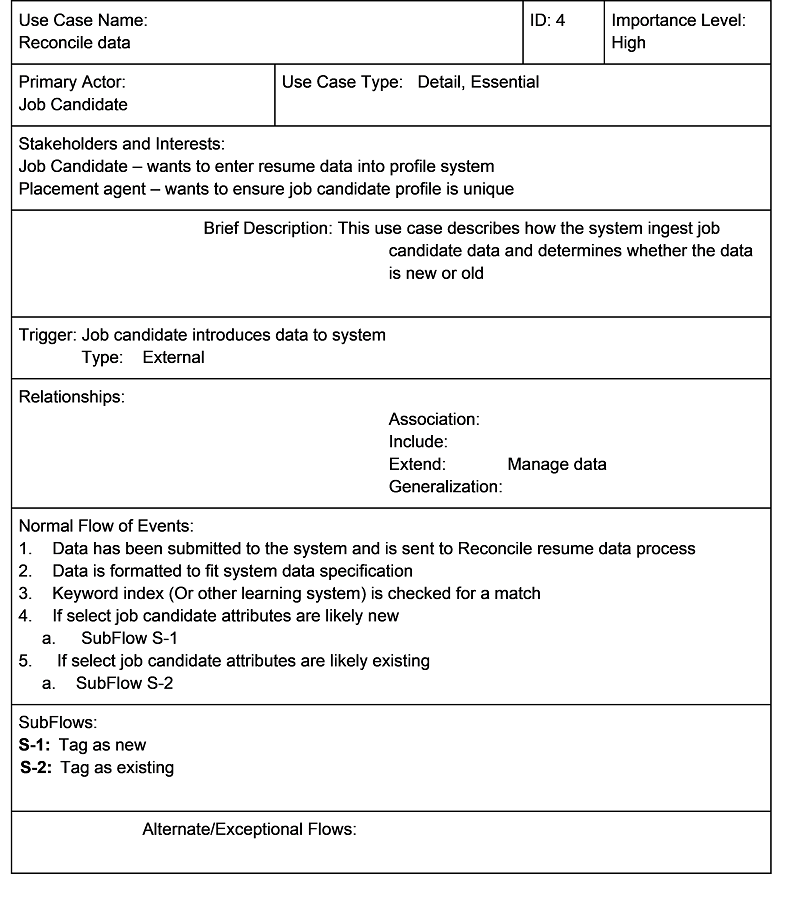 Use Case Name:
Reconcile data
ID: 4
Importance Level:
High
Primary Actor:
Job Candidate
Use Case Type: Detail, Essential
Stakeholders and Interests:
Job Candidate – wants to enter resume data into profile system
Placement agent – wants to ensure job candidate profile is unique
Brief Description: This use case describes how the system ingest job
candidate data and determines whether the data
is new or old
Trigger: Job candidate introduces data to system
Type: External
Relationships:
Association:
Include:
Extend: Manage data
Generalization:
Normal Flow of Events:
1. Data has been submitted to the system and is sent to Reconcile resume data process
2. Data is formatted to fit system data specification
3. Keyword index (Or other learning system) is checked for a match
4. If select job candidate attributes are likely new
a. SubFlow S-1
5. If select job candidate attributes are likely existing
a. SubFlow S-2
SubFlows:
S-1: Tag as new
S-2: Tag as existing
Alternate/Exceptional Flows: